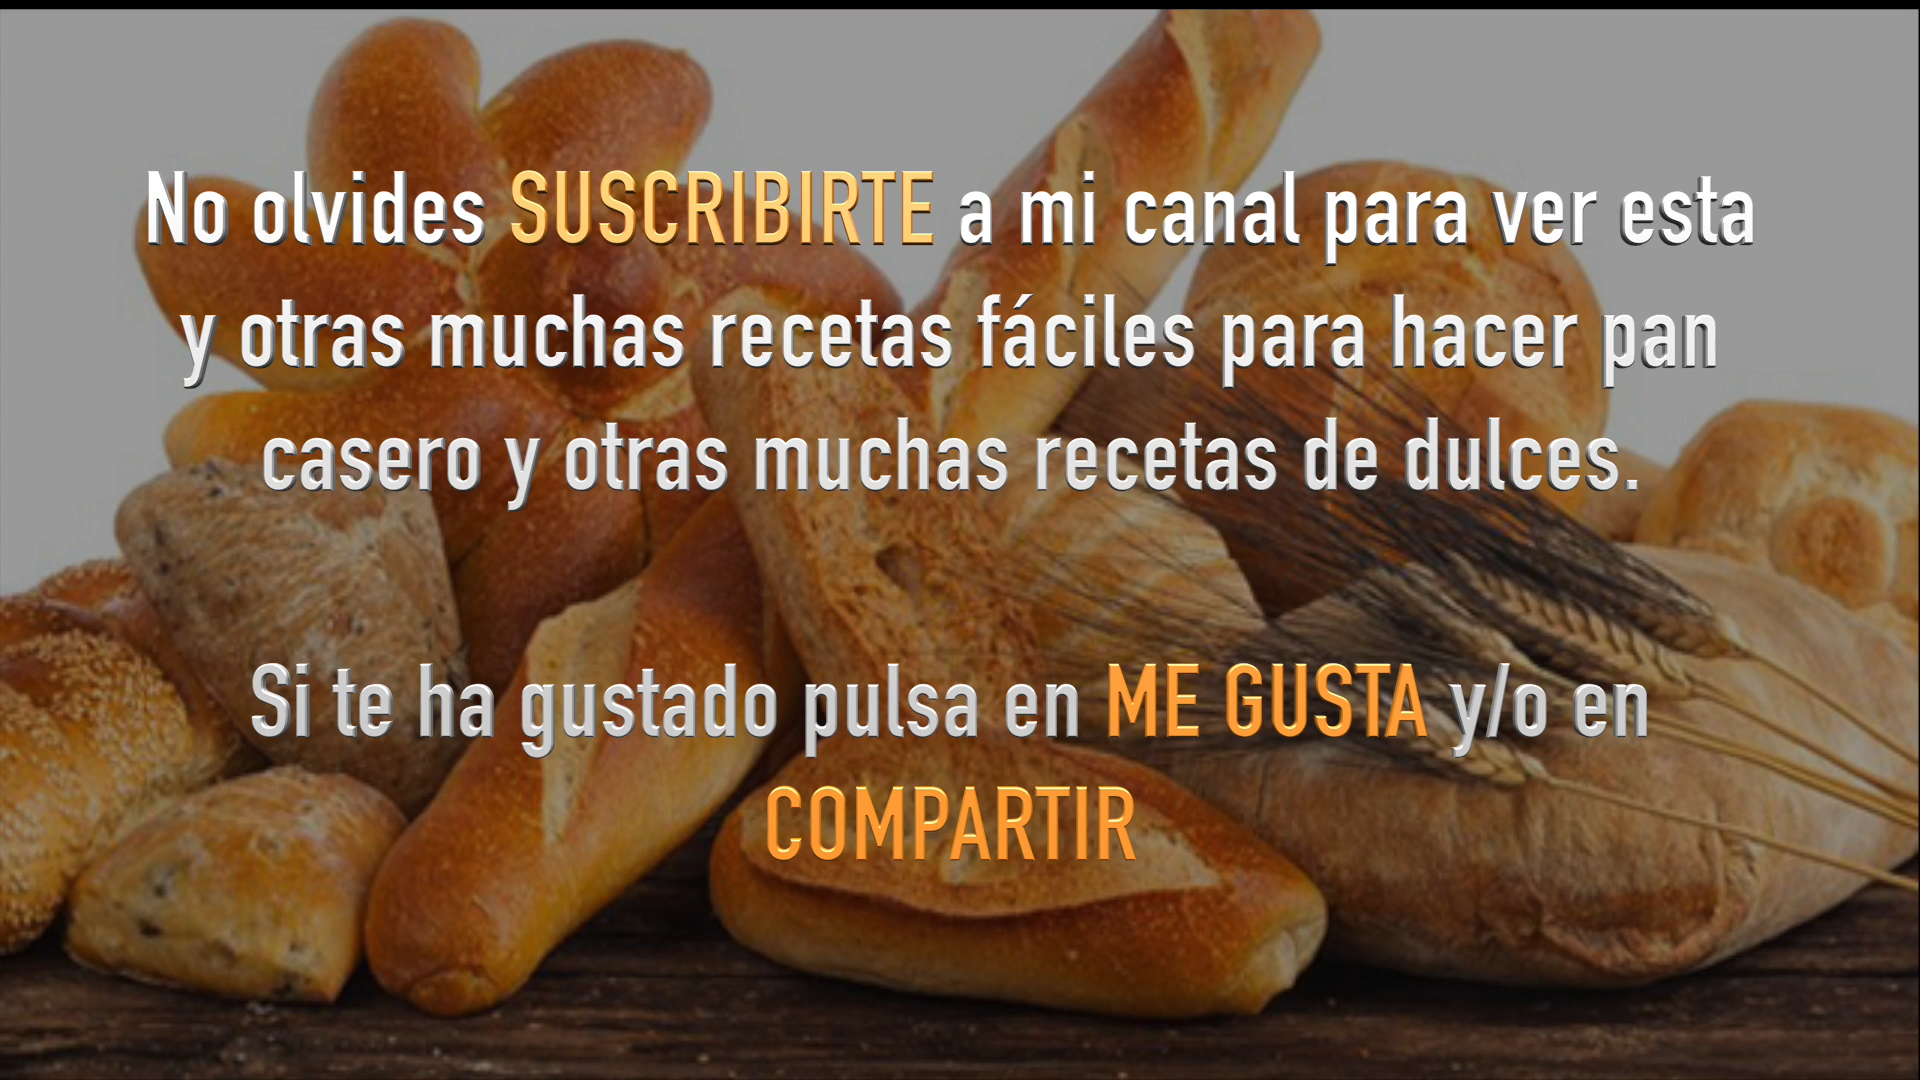 No olvides SUSCRIBIRTE a mi canal para ver esta
y otras muchas recetas fáciles para hacer pan
casero y otras muchas recetas de dulces.
Si te ha gustado pulsa en ME GUSTA y/o en
COMPARTIR